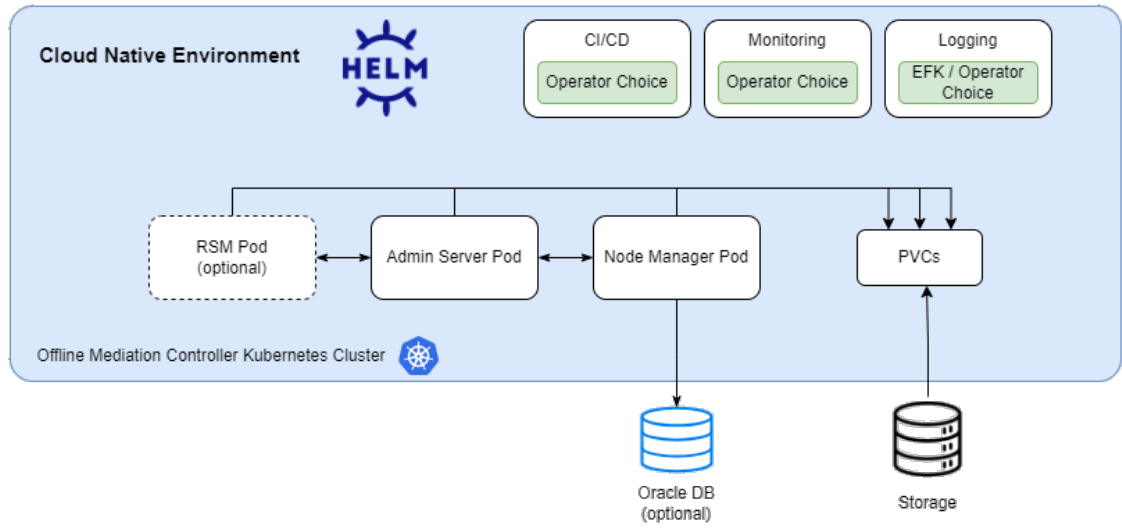 Cloud Native Environment
HELM
CI/CD
Operator Choice
Monitoring
Operator Choice
Logging
EFK / Operator
Choice
RSM Pod
(optional)
Admin Server Pod
Node Manager Pod
PVCs
Offline Mediation Controller Kubernetes Cluster
Oracle DB
(optional)
Storage